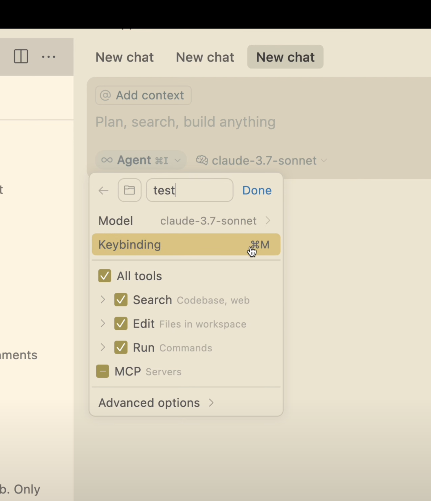 New chat New chat New chat
@ Add context
Plan, search, build anything
∞ Agent ⌘I claude-3.7-sonnet
test Done
t
Model claude-3.7-sonnet
Keybinding ⌘M
All tools
Search Codebase, web
Edit Files in workspace
Run Commands
nments
MCP Servers
Advanced options
b. Only